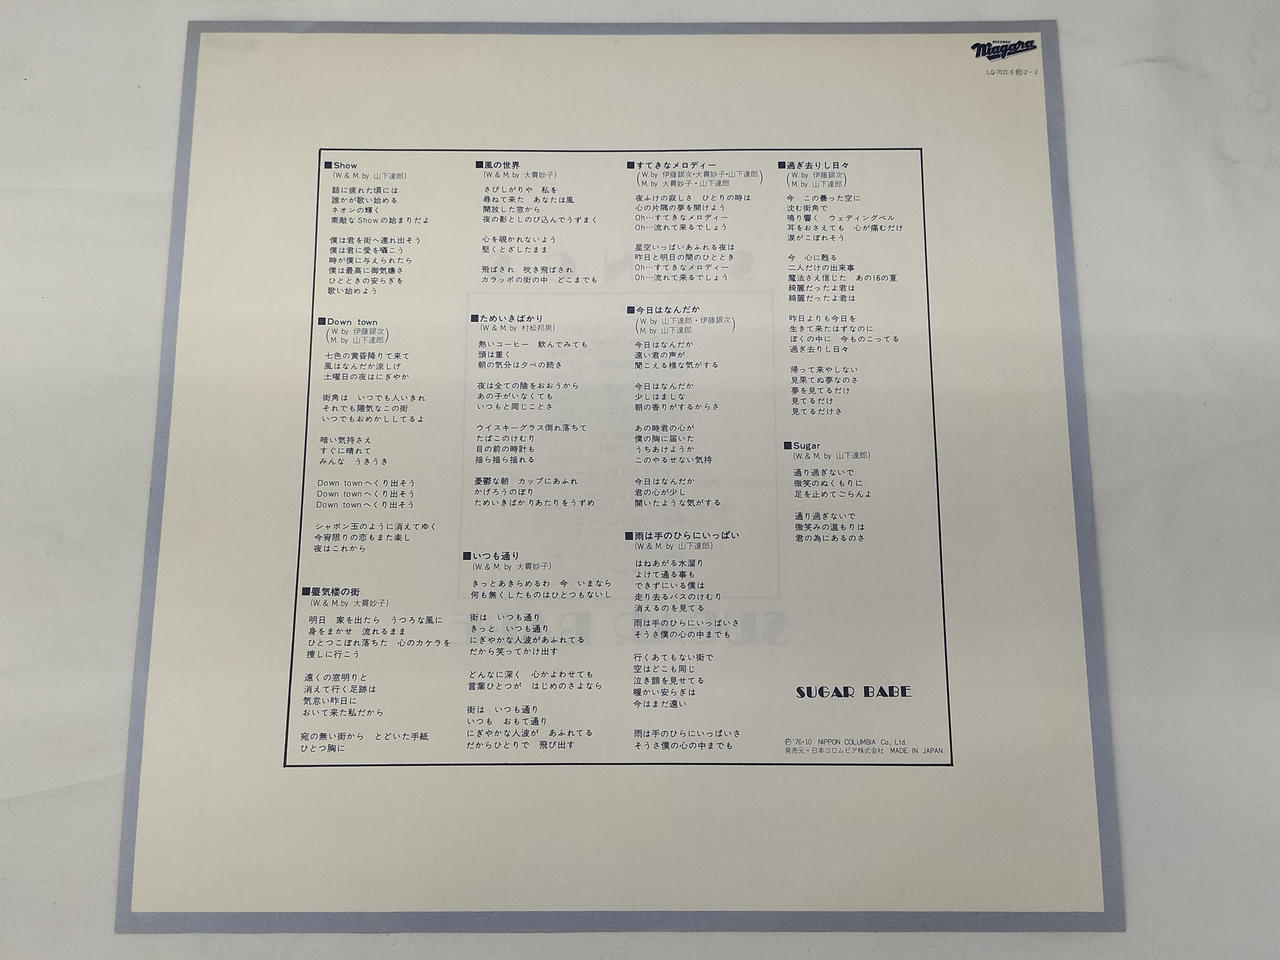 RECORDS
Niagara
LQ-7021-E 2-2
■Show
(W. & M. by 山下達郎)
話に疲れた頃には
誰かが歌い始める
ネオンの輝く
素敵な Show の始まりだよ
僕は君を街へ連れ出そう
僕は君に愛を囁こう
時が僕に与えられたら
僕は最高に御気嫌さ
ひとときの安らぎを
歌い始めよう
■Down town
(W. by 伊藤銀次
M. by 山下達郎)
七色の黄昏降りて来て
風はなんだか涼しげ
土曜日の夜はにぎやか
街角は いつでも人いきれ
それでも陽気なこの街
いつでもおめかししてるよ
暗い気持さえ
すぐに晴れて
みんな うきうき
Down townへくり出そう
Down townへくり出そう
Down townへくり出そう
シャボン玉のように消えてゆく
今宵限りの恋もまた楽し
夜はこれから
■蜃気楼の街
(W. & M. by 大貫妙子)
明日 家を出たら うつろな風に
身をまかせ 流れるまま
ひとつこぼれ落ちた 心のカケラを
捜しに行こう
遠くの窓明りと
消えて行く足跡は
気怠い昨日に
おいて来た私だから
宛の無い街から とどいた手紙
ひとつ胸に
■風の世界
(W. & M. by 大貫妙子)
さびしがりや 私を
尋ねて来た あなたは風
開放した窓から
夜の影としのび込んでうずまく
心を覗かれないよう
堅くとざしたまま
飛ばされ 吹き飛ばされ
カラッポの街の中 どこまでも
■ためいきばかり
(W. & M. by 村松邦男)
熱いコーヒー 飲んでみても
頭は重く
朝の気分は夕べの続き
夜は全ての陰をおおうから
あの子がいなくても
いつもと同じことさ
ウイスキーグラス倒れ落ちて
たばこのけむり
目の前の時計も
揺ら揺ら揺れる
憂鬱な朝 カップにあふれ
かげろうのぼり
ためいきばかりあたりをうずめ
■いつも通り
(W. & M. by 大貫妙子)
きっとあきらめるわ 今 いまなら
何も無くしたものはひとつもないし
街は いつも通り
きっと いつも通り
にぎやかな人波があふれてる
だから笑ってかけ出す
どんなに深く 心かよわせても
言葉ひとつが はじめのさよなら
街は いつも通り
いつも おもて通り
にぎやかな人波が あふれてる
だからひとりで 飛び出す
■すてきなメロディー
(W. by 伊藤銀次・大貫妙子・山下達郎
M. by 大貫妙子・山下達郎)
夜ふけの寂しさ ひとりの時は
心の片隅の夢を開けよう
Oh…すてきなメロディー
Oh…流れて来るでしょう
星空いっぱいあふれる夜は
昨日と明日の間のひととき
Oh…すてきなメロディー
Oh…流れて来るでしょう
■今日はなんだか
(W. by 山下達郎・伊藤銀次
M. by 山下達郎)
今日はなんだか
遠い君の声が
聞こえる様な気がする
今日はなんだか
少しはましな
朝の香りがするからさ
あの時君の心が
僕の胸に届いた
うちあけようか
このやるせない気持
今日はなんだか
君の心が少し
開いたような気がする
■雨は手のひらにいっぱい
(W. & M. by 山下達郎)
はねあがる水溜り
よけて通る事も
できずにいる僕は
走り去るバスのけむり
消えるのを見てる
雨は手のひらにいっぱいさ
そうさ僕の心の中までも
行くあてもない街で
空はどこも同じ
泣き顔を見せてる
暖かい安らぎは
今はまだ遠い
雨は手のひらにいっぱいさ
そうさ僕の心の中までも
■過ぎ去りし日々
(W. by 伊藤銀次
M. by 山下達郎)
今 この曇った空に
沈む街角で
鳴り響く ウェディングベル
耳をおさえても 心が痛むだけ
涙がこぼれそう
今 心に甦る
二人だけの出来事
魔法さえ信じた あの16の夏
綺麗だったよ君は
綺麗だったよ君は
昨日よりも今日を
生きて来たはずなのに
ぼくの中に 今ものこってる
過ぎ去りし日々
帰って来やしない
見果てぬ夢なのさ
夢を見てるだけ
見てるだけ
見てるだけさ
■Sugar
(W. & M. by 山下達郎)
通り過ぎないで
微笑のぬくもりに
足を止めてごらんよ
通り過ぎないで
微笑みの温もりは
君の為にあるのさ
SUGAR BABE
Ⓟ'76・10 NIPPON COLUMBIA Co., Ltd.
発売元・日本コロムビア株式会社 MADE IN JAPAN